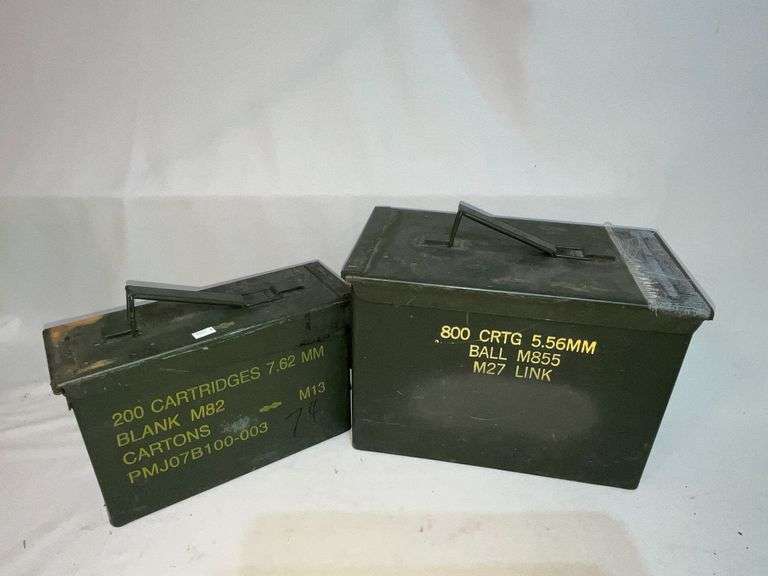 200 CARTRIDGES 7.62 MM
BLANK M82 M13
CARTONS
PMJ07B100-003
74
800 CRTG 5.56MM
BALL M855
M27 LINK